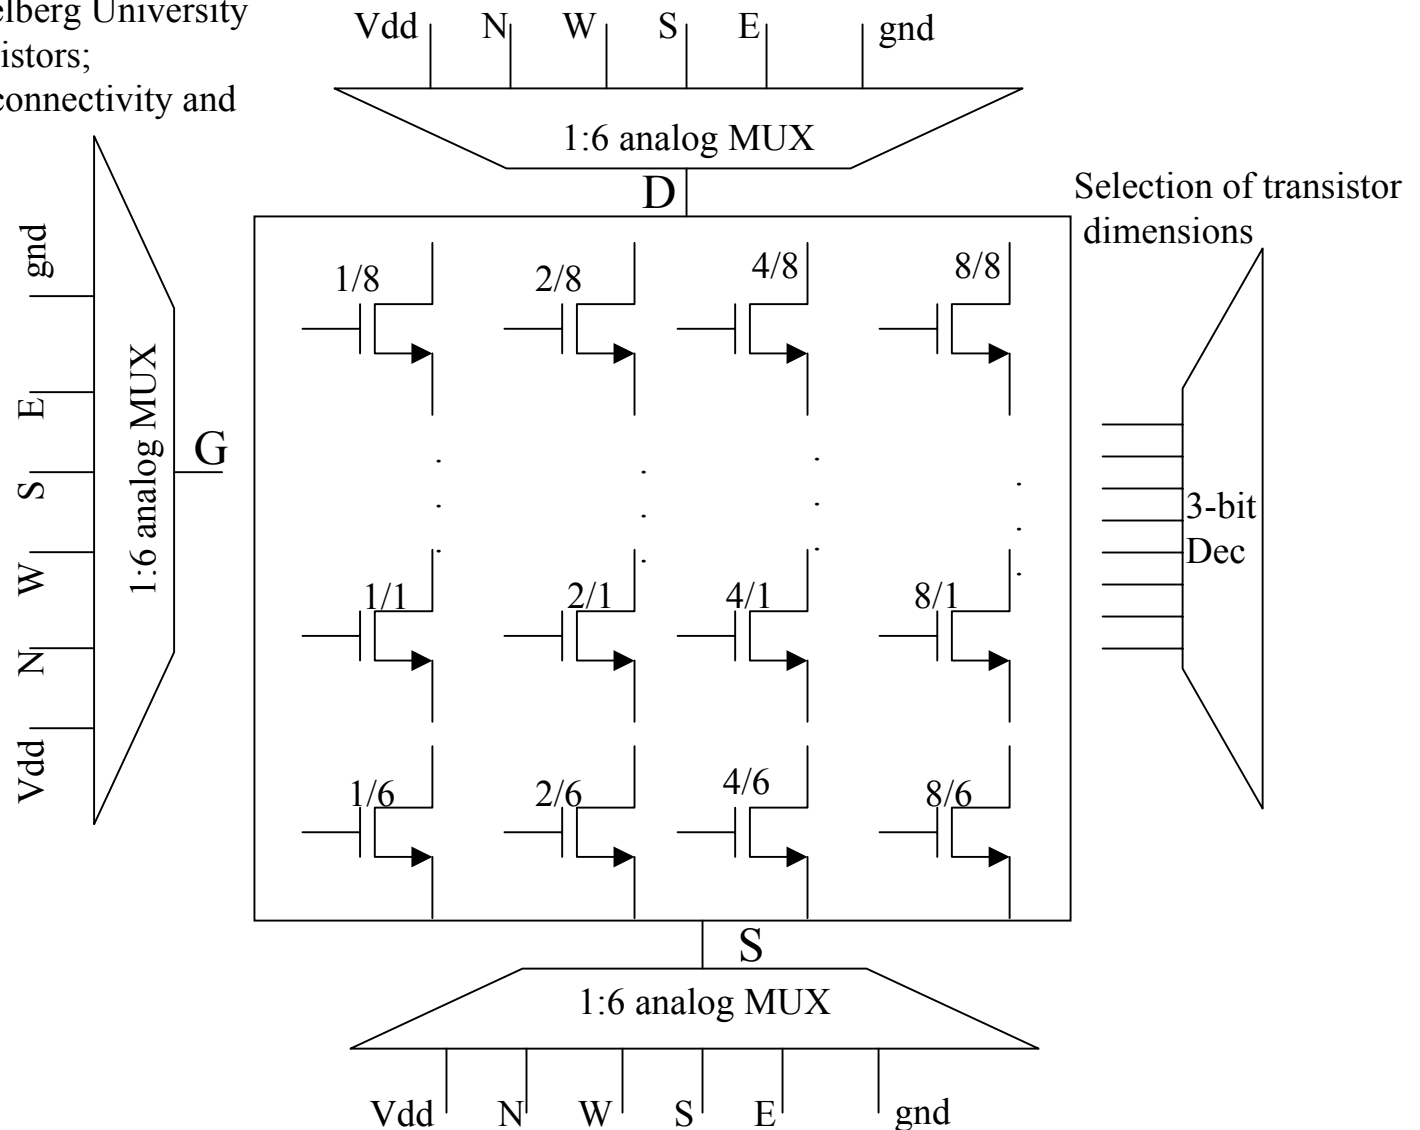 elberg University
istors;
connectivity and
Vdd N W S E gnd
1:6 analog MUX
D
Selection of transistor
dimensions
gnd
E
S
W
N
Vdd
1:6 analog MUX
G
1/8 2/8 4/8 8/8
1/1 2/1 4/1 8/1
1/6 2/6 4/6 8/6
3-bit
Dec
S
1:6 analog MUX
Vdd N W S E gnd